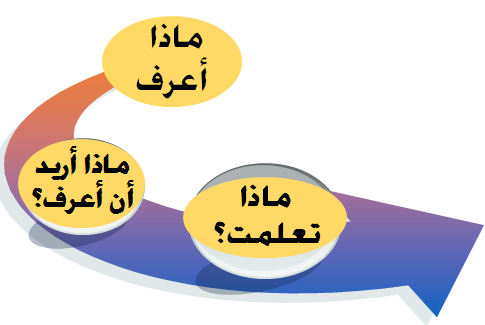 ماذا
أعرف
ماذا أريد
أن أعرف؟
ماذا
تعلمت؟